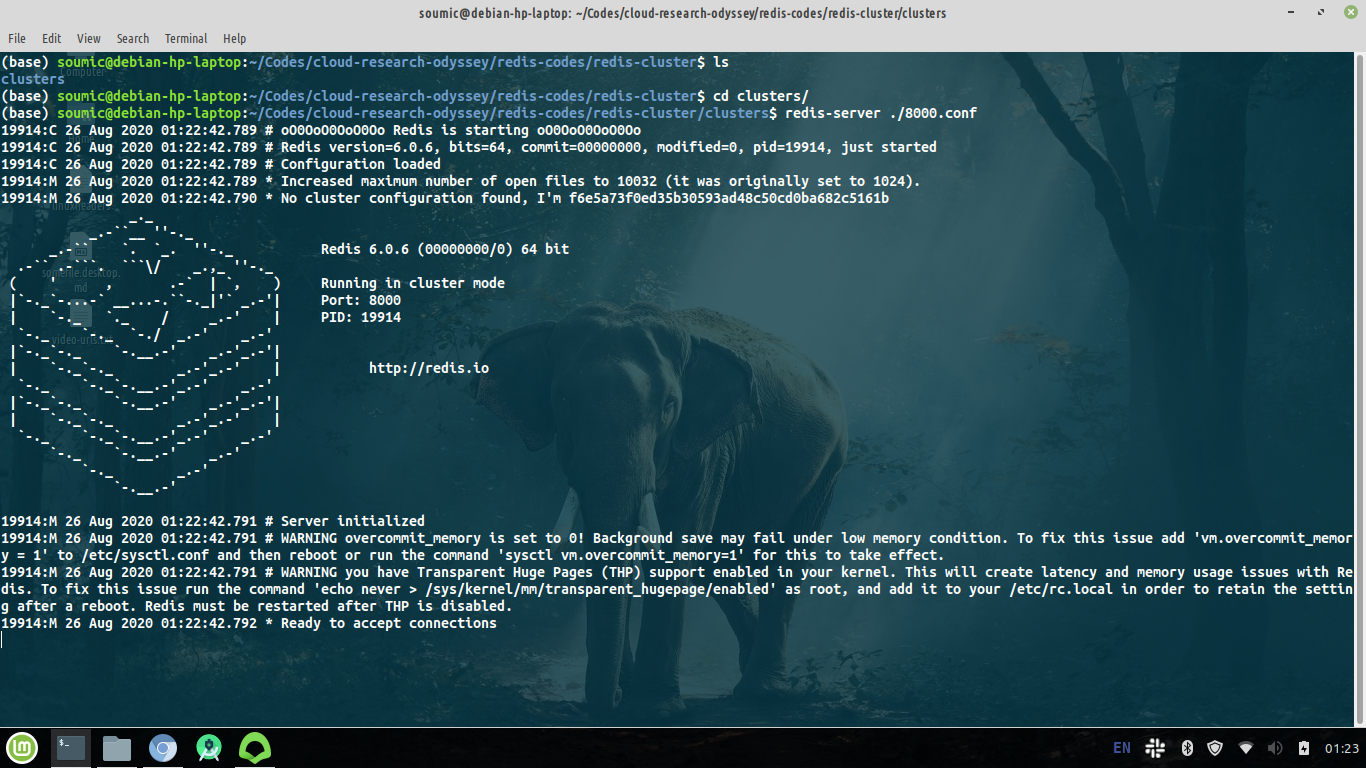 soumic@debian-hp-laptop: ~/Codes/cloud-research-odyssey/redis-codes/redis-cluster/clusters
File Edit View Search Terminal Help
(base) soumic@debian-hp-laptop:~/Codes/cloud-research-odyssey/redis-codes/redis-cluster$ ls
Computer
clusters
(base) soumic@debian-hp-laptop:~/Codes/cloud-research-odyssey/redis-codes/redis-cluster$ cd clusters/
(base) soumic@debian-hp-laptop:~/Codes/cloud-research-odyssey/redis-codes/redis-cluster/clusters$ redis-server ./8000.conf
19914:C 26 Aug 2020 01:22:42.789 # oO0OoO0OoO0Oo Redis is starting oO0OoO0OoO0Oo
Home
19914:C 26 Aug 2020 01:22:42.789 # Redis version=6.0.6, bits=64, commit=00000000, modified=0, pid=19914, just started
19914:C 26 Aug 2020 01:22:42.789 # Configuration loaded
19914:M 26 Aug 2020 01:22:42.789 * Increased maximum number of open files to 10032 (it was originally set to 1024).
19914:M 26 Aug 2020 01:22:42.790 * No cluster configuration found, I'm f6e5a73f0ed35b30593ad48c50cd0ba682c5161b
Redis 6.0.6 (00000000/0) 64 bit
somefile.desktop.
md
Running in cluster mode
Port: 8000
PID: 19914
http://redis.io
19914:M 26 Aug 2020 01:22:42.791 # Server initialized
19914:M 26 Aug 2020 01:22:42.791 # WARNING overcommit_memory is set to 0! Background save may fail under low memory condition. To fix this issue add 'vm.overcommit_memor
y = 1' to /etc/sysctl.conf and then reboot or run the command 'sysctl vm.overcommit_memory=1' for this to take effect.
19914:M 26 Aug 2020 01:22:42.791 # WARNING you have Transparent Huge Pages (THP) support enabled in your kernel. This will create latency and memory usage issues with Re
dis. To fix this issue run the command 'echo never > /sys/kernel/mm/transparent_hugepage/enabled' as root, and add it to your /etc/rc.local in order to retain the settin
g after a reboot. Redis must be restarted after THP is disabled.
19914:M 26 Aug 2020 01:22:42.792 * Ready to accept connections
EN 01:23